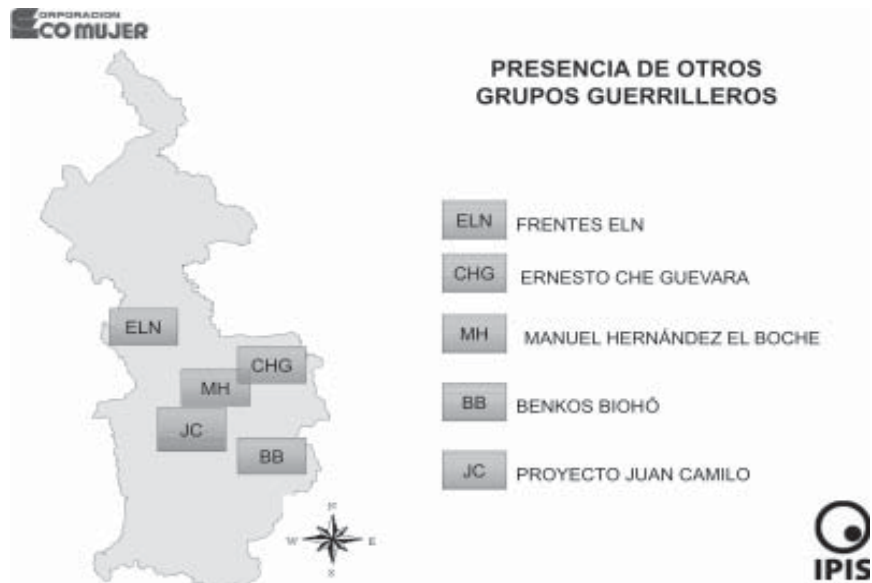 CORPORACION
ECO MUJER
PRESENCIA DE OTROS
GRUPOS GUERRILLEROS
ELN
CHG
MH
JC
BB
ELN FRENTES ELN
CHG ERNESTO CHE GUEVARA
MH MANUEL HERNÁNDEZ EL BOCHE
BB BENKOS BIOHÓ
JC PROYECTO JUAN CAMILO
N
W E
S
IPIS